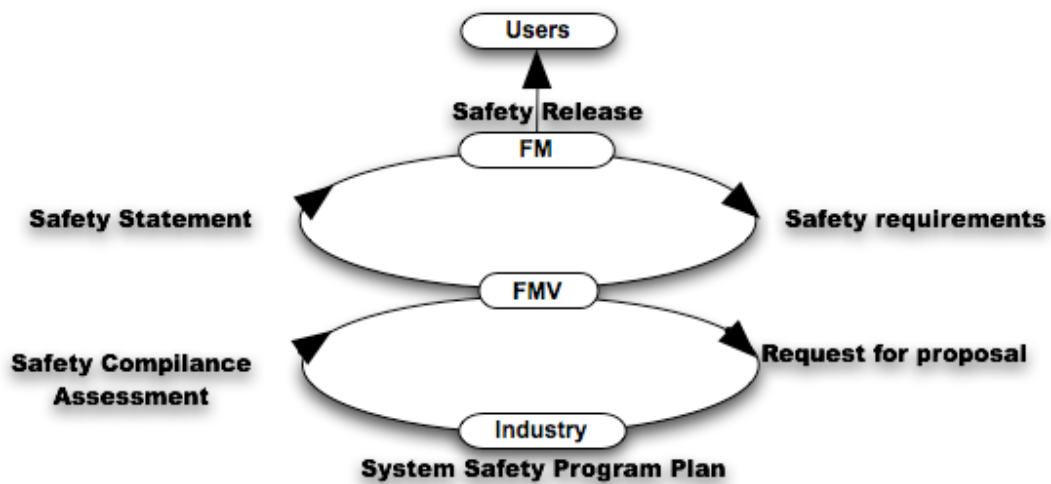 Users
Safety Release
FM
Safety Statement
Safety requirements
FMV
Safety Compilance
Assessment
Request for proposal
Industry
System Safety Program Plan